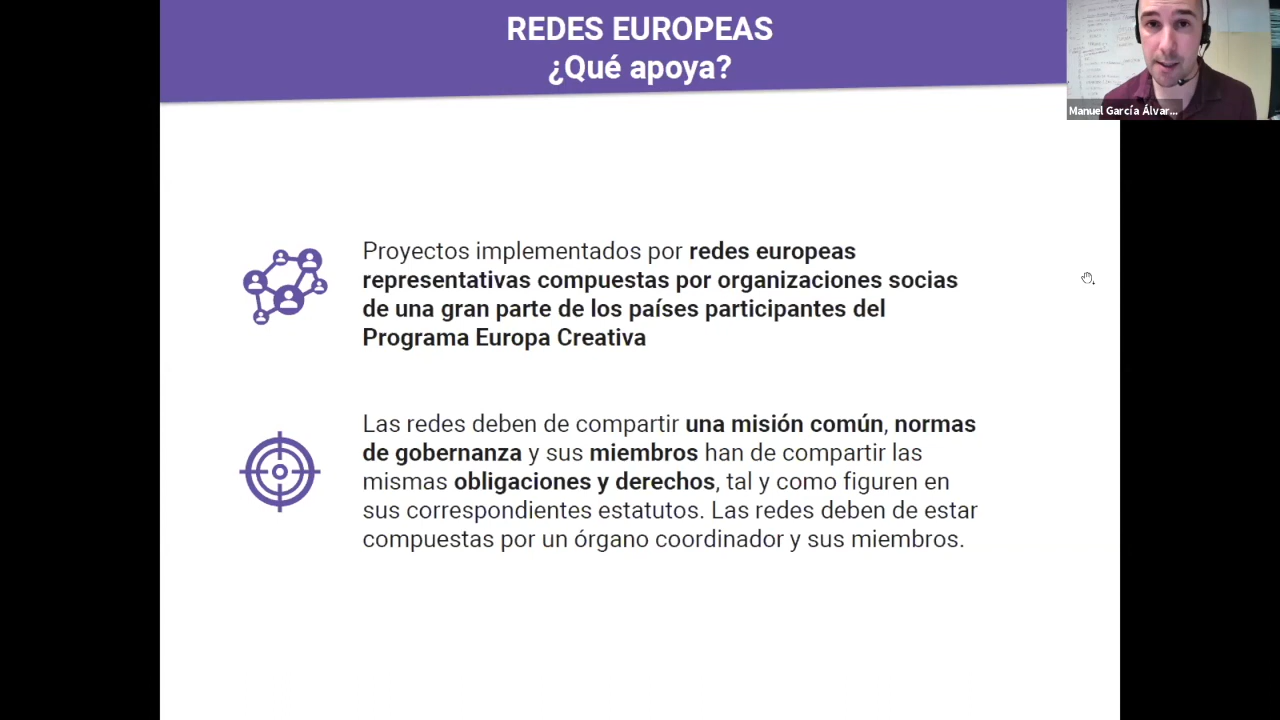 REDES EUROPEAS
¿Qué apoya?
Manuel García Álvar...
Proyectos implementados por redes europeas
representativas compuestas por organizaciones socias
de una gran parte de los países participantes del
Programa Europa Creativa
Las redes deben de compartir una misión común, normas
de gobernanza y sus miembros han de compartir las
mismas obligaciones y derechos, tal y como figuren en
sus correspondientes estatutos. Las redes deben de estar
compuestas por un órgano coordinador y sus miembros.